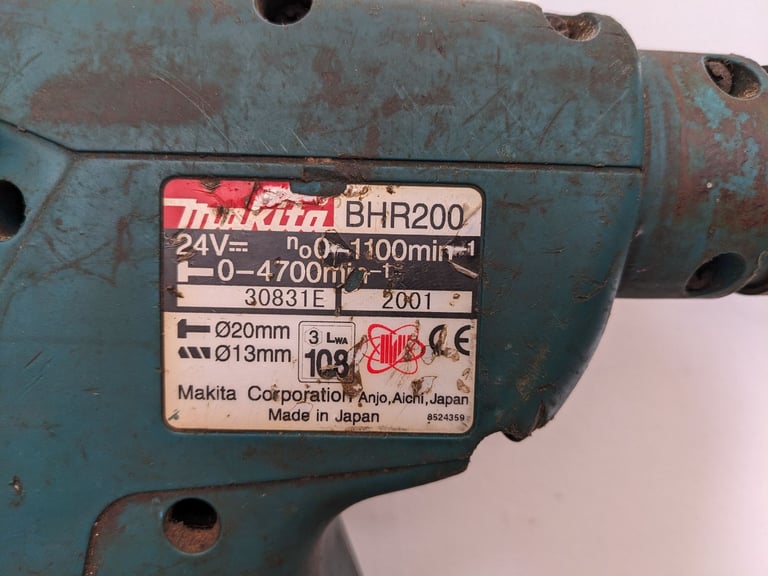 makita BHR200
24V⎓ n₀0-1100min⁻¹
0-4700min⁻¹
30831E 2001
Ø20mm
Ø13mm
3 LWA
108
CE
Makita Corporation Anjo, Aichi, Japan
Made in Japan 8524359